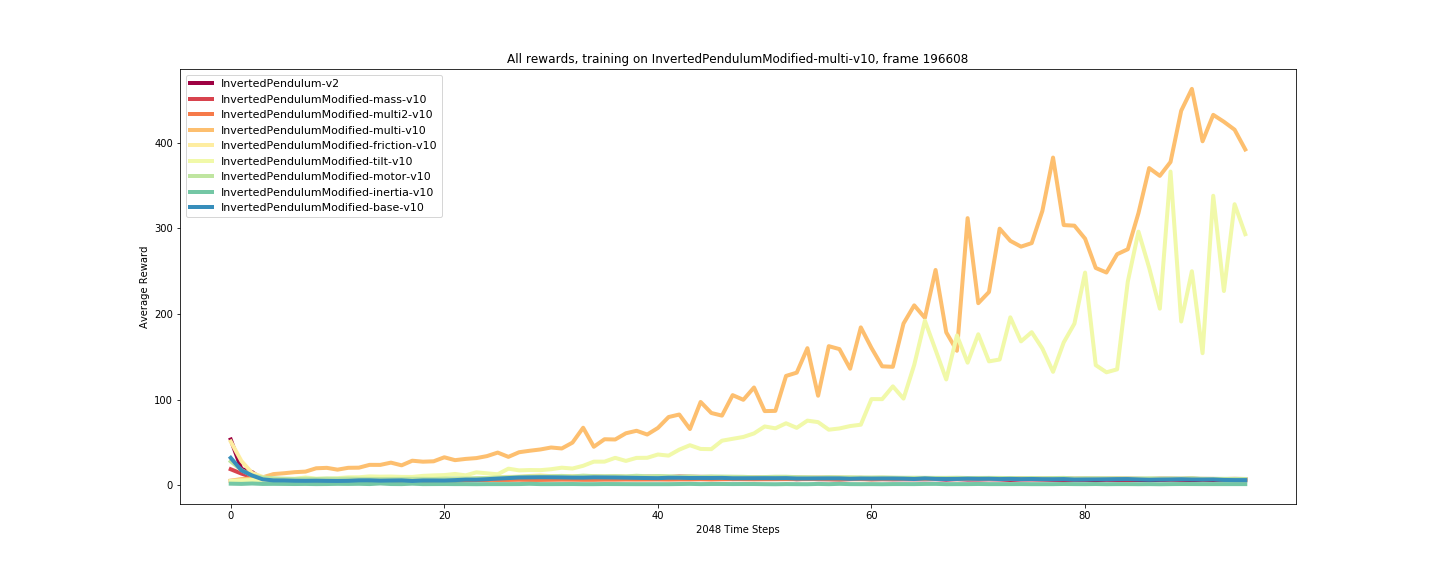 All rewards, training on InvertedPendulumModified-multi-v10, frame 196608
InvertedPendulum-v2
InvertedPendulumModified-mass-v10
InvertedPendulumModified-multi2-v10
InvertedPendulumModified-multi-v10
InvertedPendulumModified-friction-v10
InvertedPendulumModified-tilt-v10
InvertedPendulumModified-motor-v10
InvertedPendulumModified-inertia-v10
InvertedPendulumModified-base-v10
Average Reward
400
300
200
100
0
0 20 40 60 80
2048 Time Steps